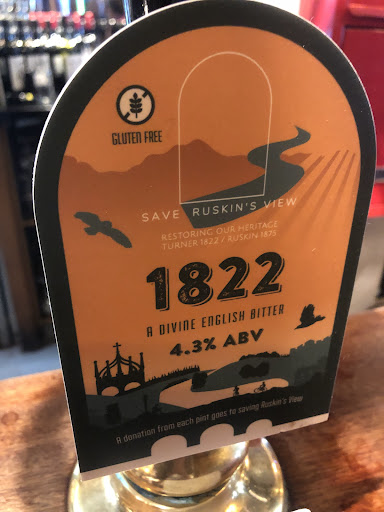 GLUTEN FREE
SAVE RUSKIN'S VIEW
RESTORING OUR HERITAGE
TURNER 1822 / RUSKIN 1875
1822
A DIVINE ENGLISH BITTER
4.3% ABV
A donation from each pint goes to saving Ruskin's View